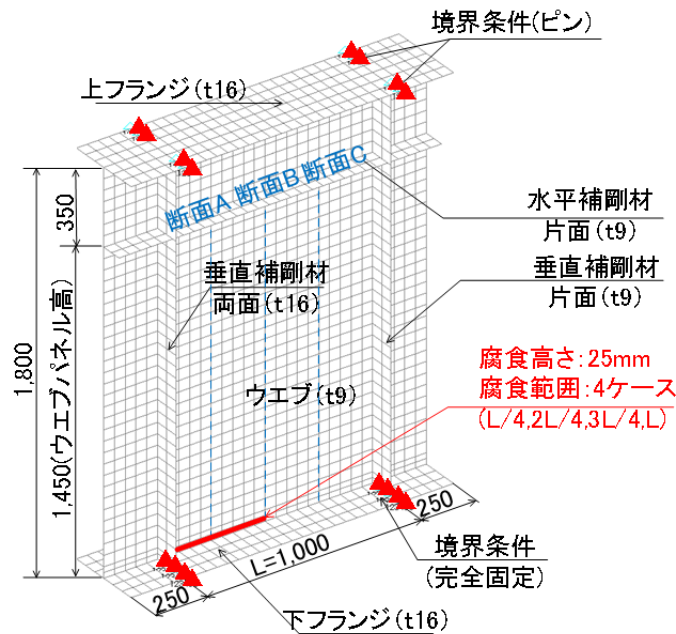 境界条件(ピン)
上フランジ(t16)
断面A 断面B 断面C
350
水平補剛材
片面(t9)
垂直補剛材
両面(t16)
垂直補剛材
片面(t9)
1,800
1,450(ウエブパネル高)
ウエブ(t9)
腐食高さ:25mm
腐食範囲:4ケース
(L/4,2L/4,3L/4,L)
250
L=1,000
250
境界条件
(完全固定)
下フランジ(t16)